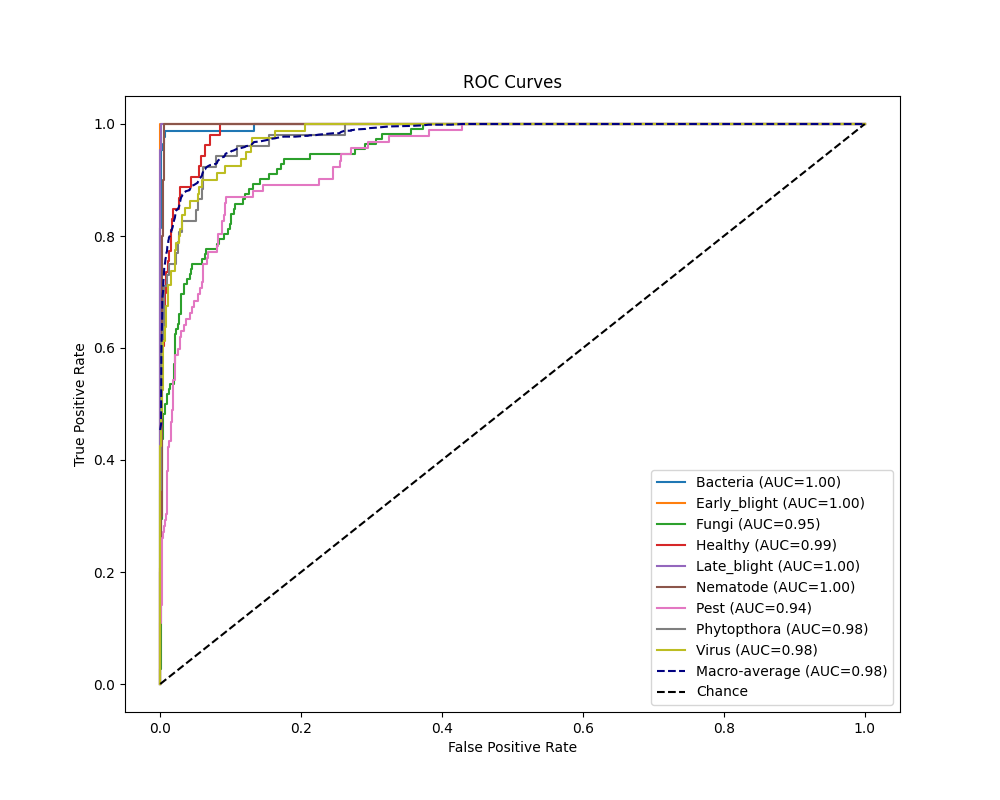 ROC Curves
True Positive Rate
1.0
0.8
0.6
0.4
0.2
0.0
0.0 0.2 0.4 0.6 0.8 1.0
False Positive Rate
Bacteria (AUC=1.00)
Early_blight (AUC=1.00)
Fungi (AUC=0.95)
Healthy (AUC=0.99)
Late_blight (AUC=1.00)
Nematode (AUC=1.00)
Pest (AUC=0.94)
Phytopthora (AUC=0.98)
Virus (AUC=0.98)
Macro-average (AUC=0.98)
Chance